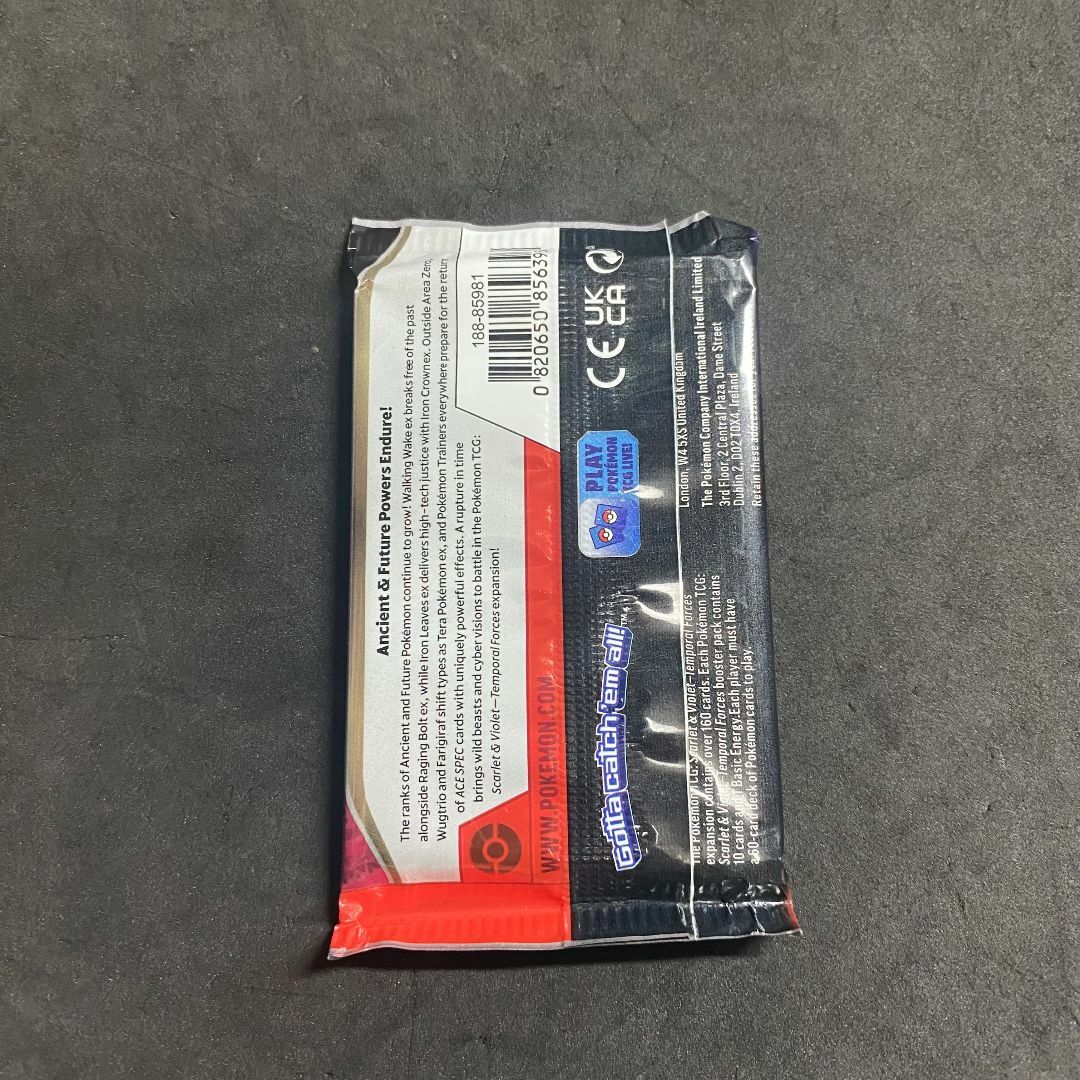 Ancient & Future Powers Endure!
The ranks of Ancient and Future Pokémon continue to grow! Walking Wake ex breaks free of the past
alongside Raging Bolt ex, while Iron Leaves ex delivers high-tech justice with Iron Crown ex. Outside Area Zero,
Wugtrio and Farigiraf shift types as Tera Pokémon ex, and Pokémon Trainers everywhere prepare for the return
of ACE SPEC cards with uniquely powerful effects. A rupture in time
brings wild beasts and cyber visions to battle in the Pokémon TCG:
Scarlet & Violet—Temporal Forces expansion!
188-85981
0 820650 85639
WWW.POKEMON.COM
Gotta catch 'em all!™
PLAY
POKÉMON
TCG LIVE!
CE UK
CA
The Pokémon TCG: Scarlet & Violet—Temporal Forces
expansion contains over 160 cards. Each Pokémon TCG:
Scarlet & Violet—Temporal Forces booster pack contains
10 cards and 1 Basic Energy. Each player must have
a 60-card deck of Pokémon cards to play.
London, W4 5XS United Kingdom
The Pokémon Company International Ireland Limited
3rd Floor, 2 Central Plaza, Dame Street
Dublin 2, D02 T0X4, Ireland
Retain these addresses